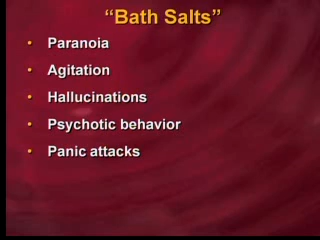 “Bath Salts”
• Paranoia
• Agitation
• Hallucinations
• Psychotic behavior
• Panic attacks